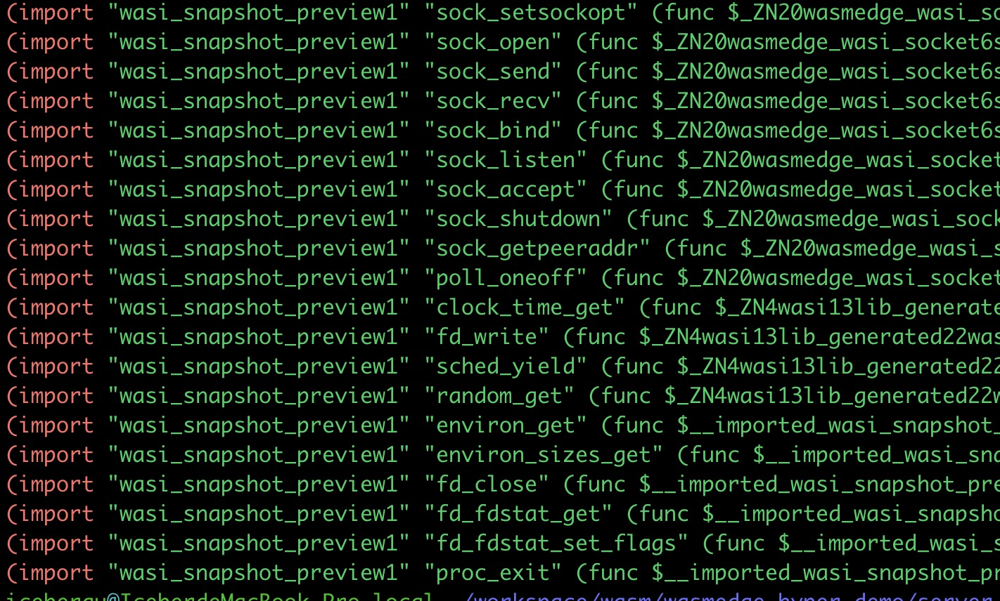 (import "wasi_snapshot_preview1" "sock_setsockopt" (func $_ZN20wasmedge_wasi_so
(import "wasi_snapshot_preview1" "sock_open" (func $_ZN20wasmedge_wasi_socket6s
(import "wasi_snapshot_preview1" "sock_send" (func $_ZN20wasmedge_wasi_socket6s
(import "wasi_snapshot_preview1" "sock_recv" (func $_ZN20wasmedge_wasi_socket6s
(import "wasi_snapshot_preview1" "sock_bind" (func $_ZN20wasmedge_wasi_socket6s
(import "wasi_snapshot_preview1" "sock_listen" (func $_ZN20wasmedge_wasi_socket
(import "wasi_snapshot_preview1" "sock_accept" (func $_ZN20wasmedge_wasi_socket
(import "wasi_snapshot_preview1" "sock_shutdown" (func $_ZN20wasmedge_wasi_sock
(import "wasi_snapshot_preview1" "sock_getpeeraddr" (func $_ZN20wasmedge_wasi_s
(import "wasi_snapshot_preview1" "poll_oneoff" (func $_ZN20wasmedge_wasi_socket
(import "wasi_snapshot_preview1" "clock_time_get" (func $_ZN4wasi13lib_generate
(import "wasi_snapshot_preview1" "fd_write" (func $_ZN4wasi13lib_generated22was
(import "wasi_snapshot_preview1" "sched_yield" (func $_ZN4wasi13lib_generated22
(import "wasi_snapshot_preview1" "random_get" (func $_ZN4wasi13lib_generated22w
(import "wasi_snapshot_preview1" "environ_get" (func $__imported_wasi_snapshot_
(import "wasi_snapshot_preview1" "environ_sizes_get" (func $__imported_wasi_sna
(import "wasi_snapshot_preview1" "fd_close" (func $__imported_wasi_snapshot_pre
(import "wasi_snapshot_preview1" "fd_fdstat_get" (func $__imported_wasi_snapsho
(import "wasi_snapshot_preview1" "fd_fdstat_set_flags" (func $__imported_wasi_s
(import "wasi_snapshot_preview1" "proc_exit" (func $__imported_wasi_snapshot_pr